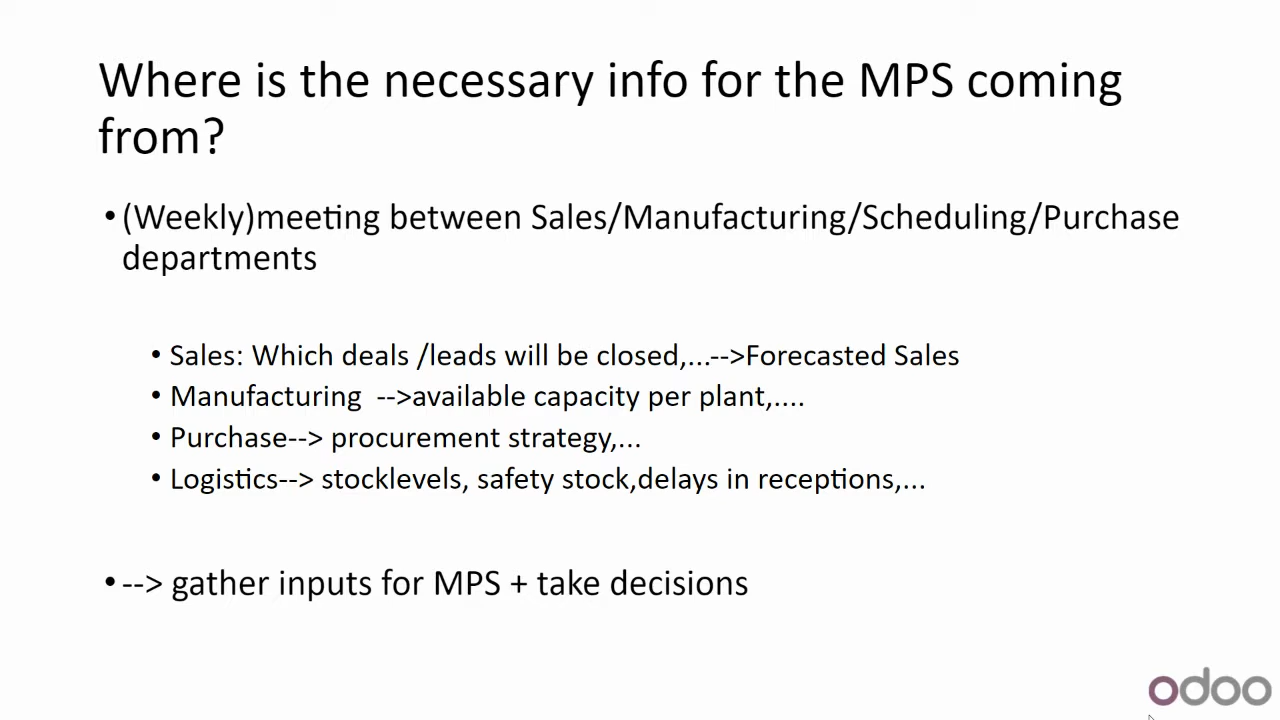 Where is the necessary info for the MPS coming
from?
• (Weekly)meeting between Sales/Manufacturing/Scheduling/Purchase
departments
• Sales: Which deals /leads will be closed,...-->Forecasted Sales
• Manufacturing  -->available capacity per plant,....
• Purchase--> procurement strategy,...
• Logistics--> stocklevels, safety stock,delays in receptions,...
• --> gather inputs for MPS + take decisions
odoo